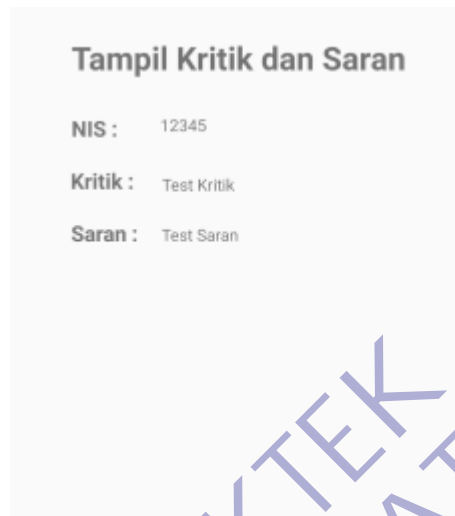 Tampil Kritik dan Saran
NIS : 12345
Kritik : Test Kritik
Saran : Test Saran